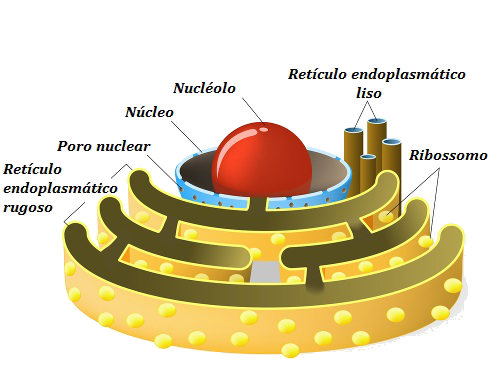 Nucléolo
Retículo endoplasmático
liso
Núcleo
Poro nuclear
Ribossomo
Retículo
endoplasmático
rugoso